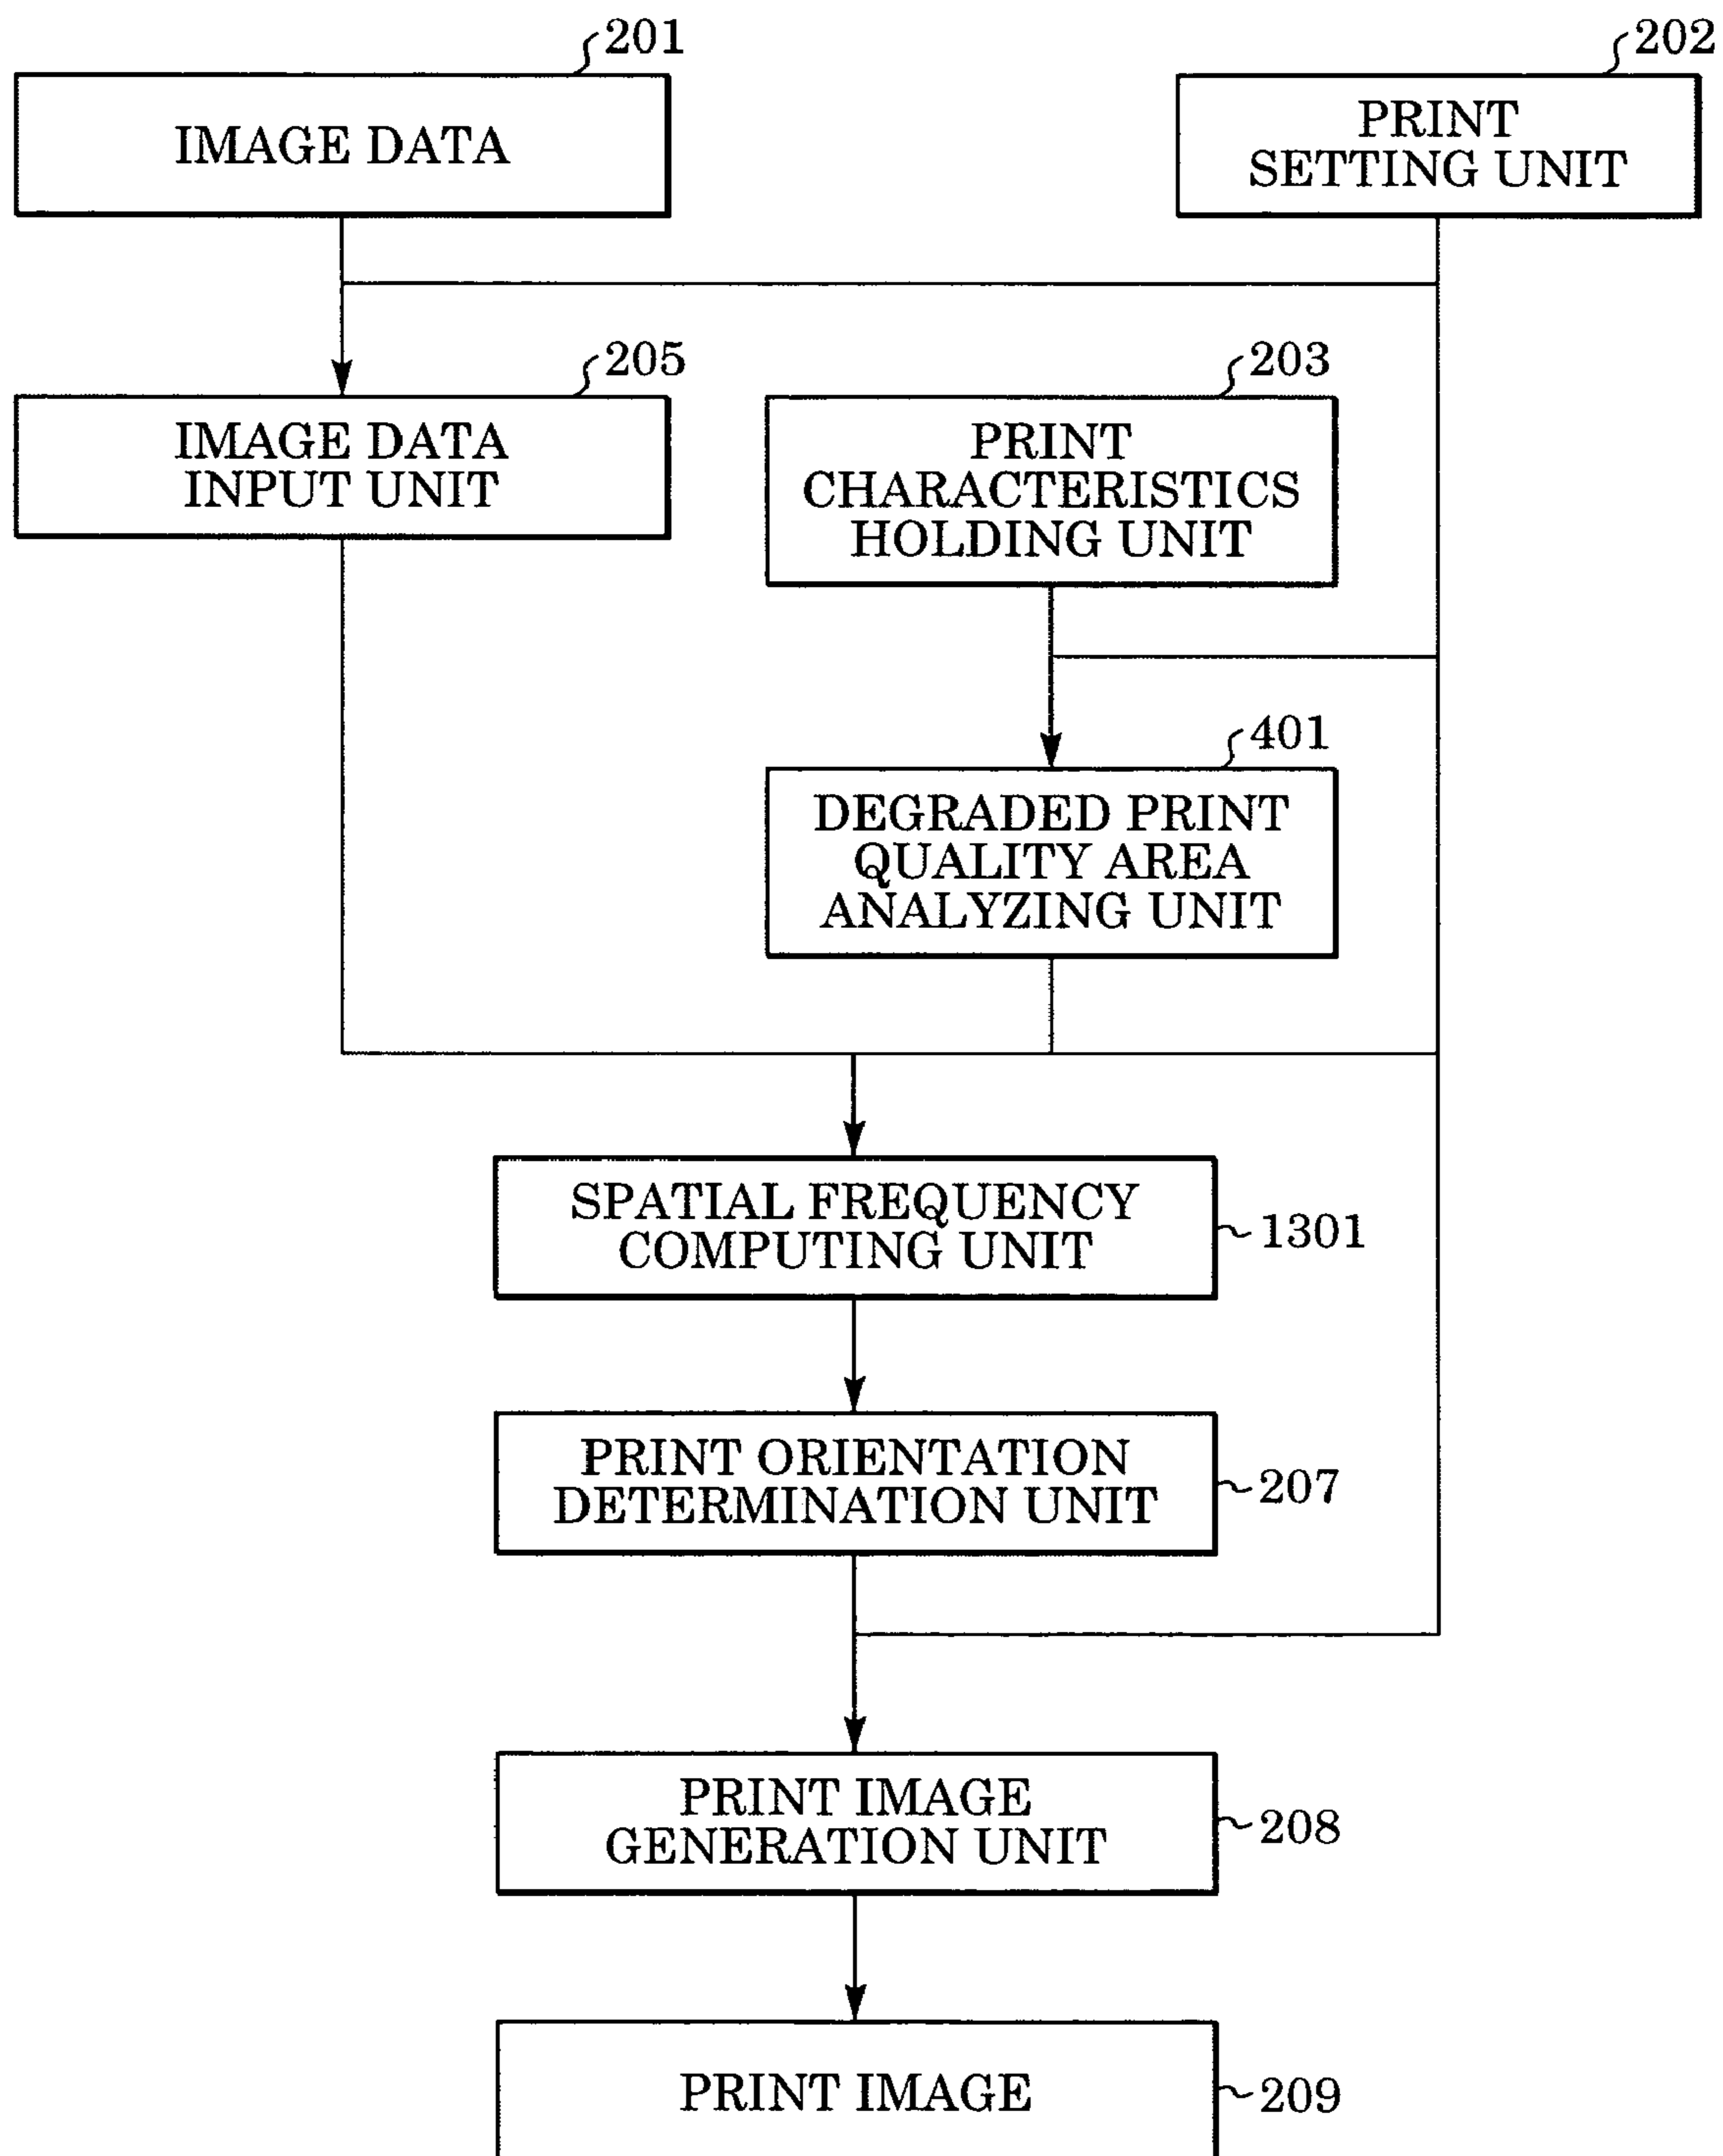 201
IMAGE DATA
202
PRINT
SETTING UNIT
205
IMAGE DATA
INPUT UNIT
203
PRINT
CHARACTERISTICS
HOLDING UNIT
401
DEGRADED PRINT
QUALITY AREA
ANALYZING UNIT
SPATIAL FREQUENCY
COMPUTING UNIT
1301
PRINT ORIENTATION
DETERMINATION UNIT
207
PRINT IMAGE
GENERATION UNIT
208
PRINT IMAGE
209